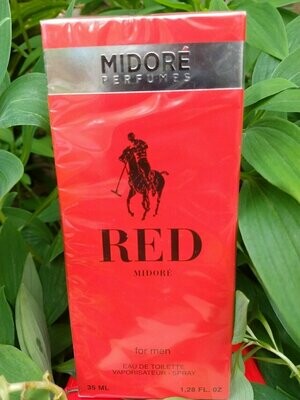 MIDORÉ
PERFUMES
RED
MIDORÉ
for men
EAU DE TOILETTE
VAPORISATEUR - SPRAY
35 ML 1.28 FL. OZ